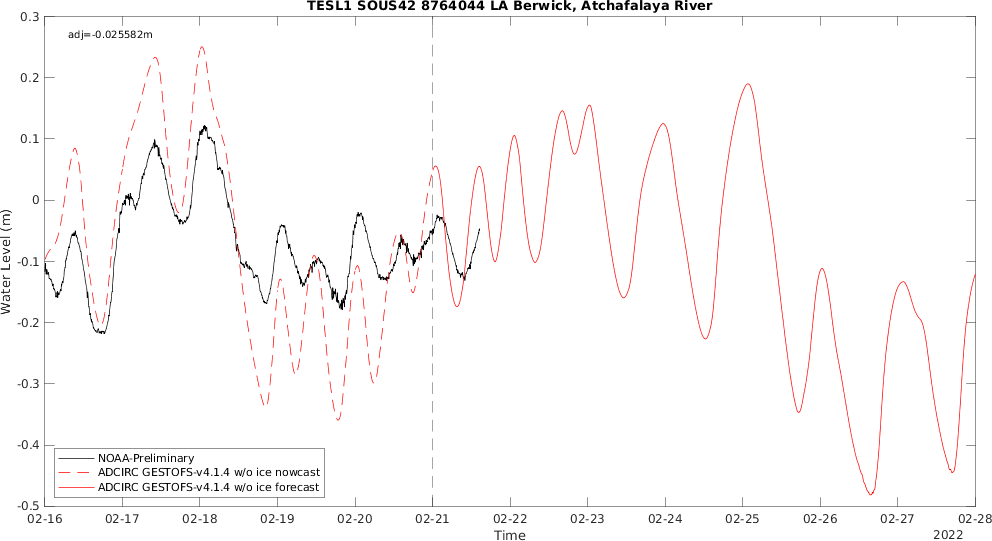 TESL1 SOUS42 8764044 LA Berwick, Atchafalaya River
adj=-0.025582m
0.3
0.2
0.1
0
-0.1
-0.2
-0.3
-0.4
-0.5
Water Level (m)
NOAA-Preliminary
ADCIRC GESTOFS-v4.1.4 w/o ice nowcast
ADCIRC GESTOFS-v4.1.4 w/o ice forecast
02-16 02-17 02-18 02-19 02-20 02-21 02-22 02-23 02-24 02-25 02-26 02-27 02-28
Time
2022